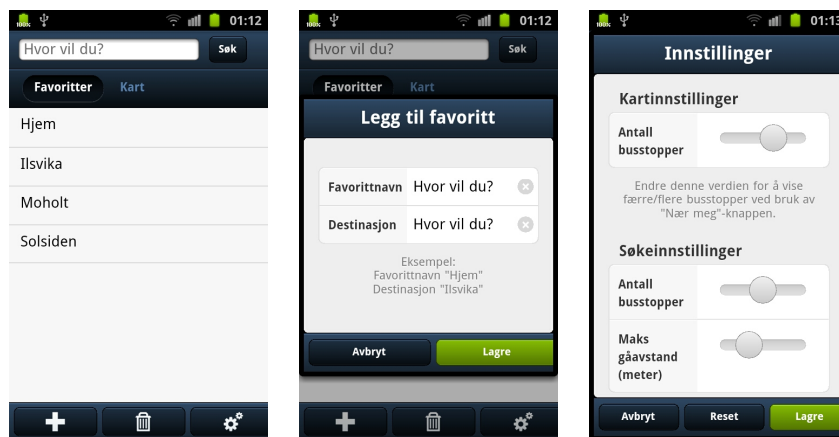 100%
01:12
Hvor vil du?
Søk
Favoritter
Kart
Hjem
Ilsvika
Moholt
Solsiden
100%
01:12
Hvor vil du?
Søk
Favoritter
Kart
Legg til favoritt
Favorittnavn
Hvor vil du?
Destinasjon
Hvor vil du?
Eksempel:
Favorittnavn "Hjem"
Destinasjon "Ilsvika"
Avbryt
Lagre
100%
01:13
Innstillinger
Kartinnstillinger
Antall
busstopper
Endre denne verdien for å vise
færre/flere busstopper ved bruk av
"Nær meg"-knappen.
Søkeinnstillinger
Antall
busstopper
Maks
gåavstand
(meter)
Avbryt
Reset
Lagre